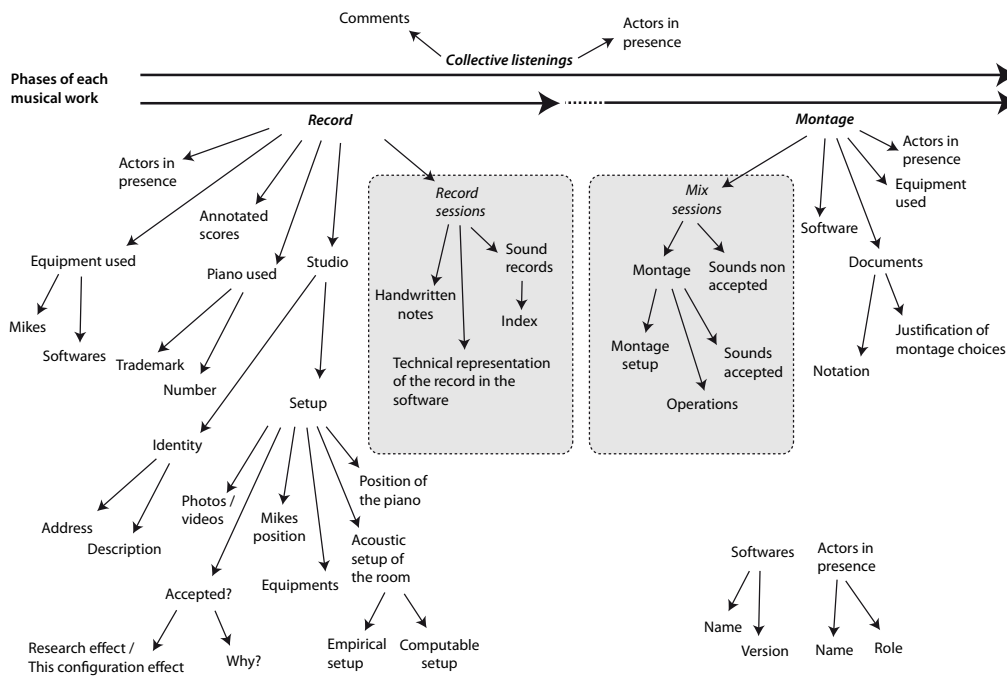 Comments
Actors in
presence
Collective listenings
Phases of each
musical work
Record
Montage
Actors in
presence
Annotated
scores
Equipment used
Mikes
Softwares
Piano used
Trademark
Number
Studio
Identity
Address
Description
Setup
Photos /
videos
Mikes
position
Equipments
Position of
the piano
Acoustic
setup of
the room
Empirical
setup
Computable
setup
Accepted?
Research effect /
This configuration effect
Why?
Record
sessions
Handwritten
notes
Sound
records
Index
Technical representation
of the record in the
software
Mix
sessions
Montage
Sounds non
accepted
Montage
setup
Sounds
accepted
Operations
Software
Actors in
presence
Equipment
used
Documents
Notation
Justification of
montage choices
Softwares
Name
Version
Actors in
presence
Name
Role